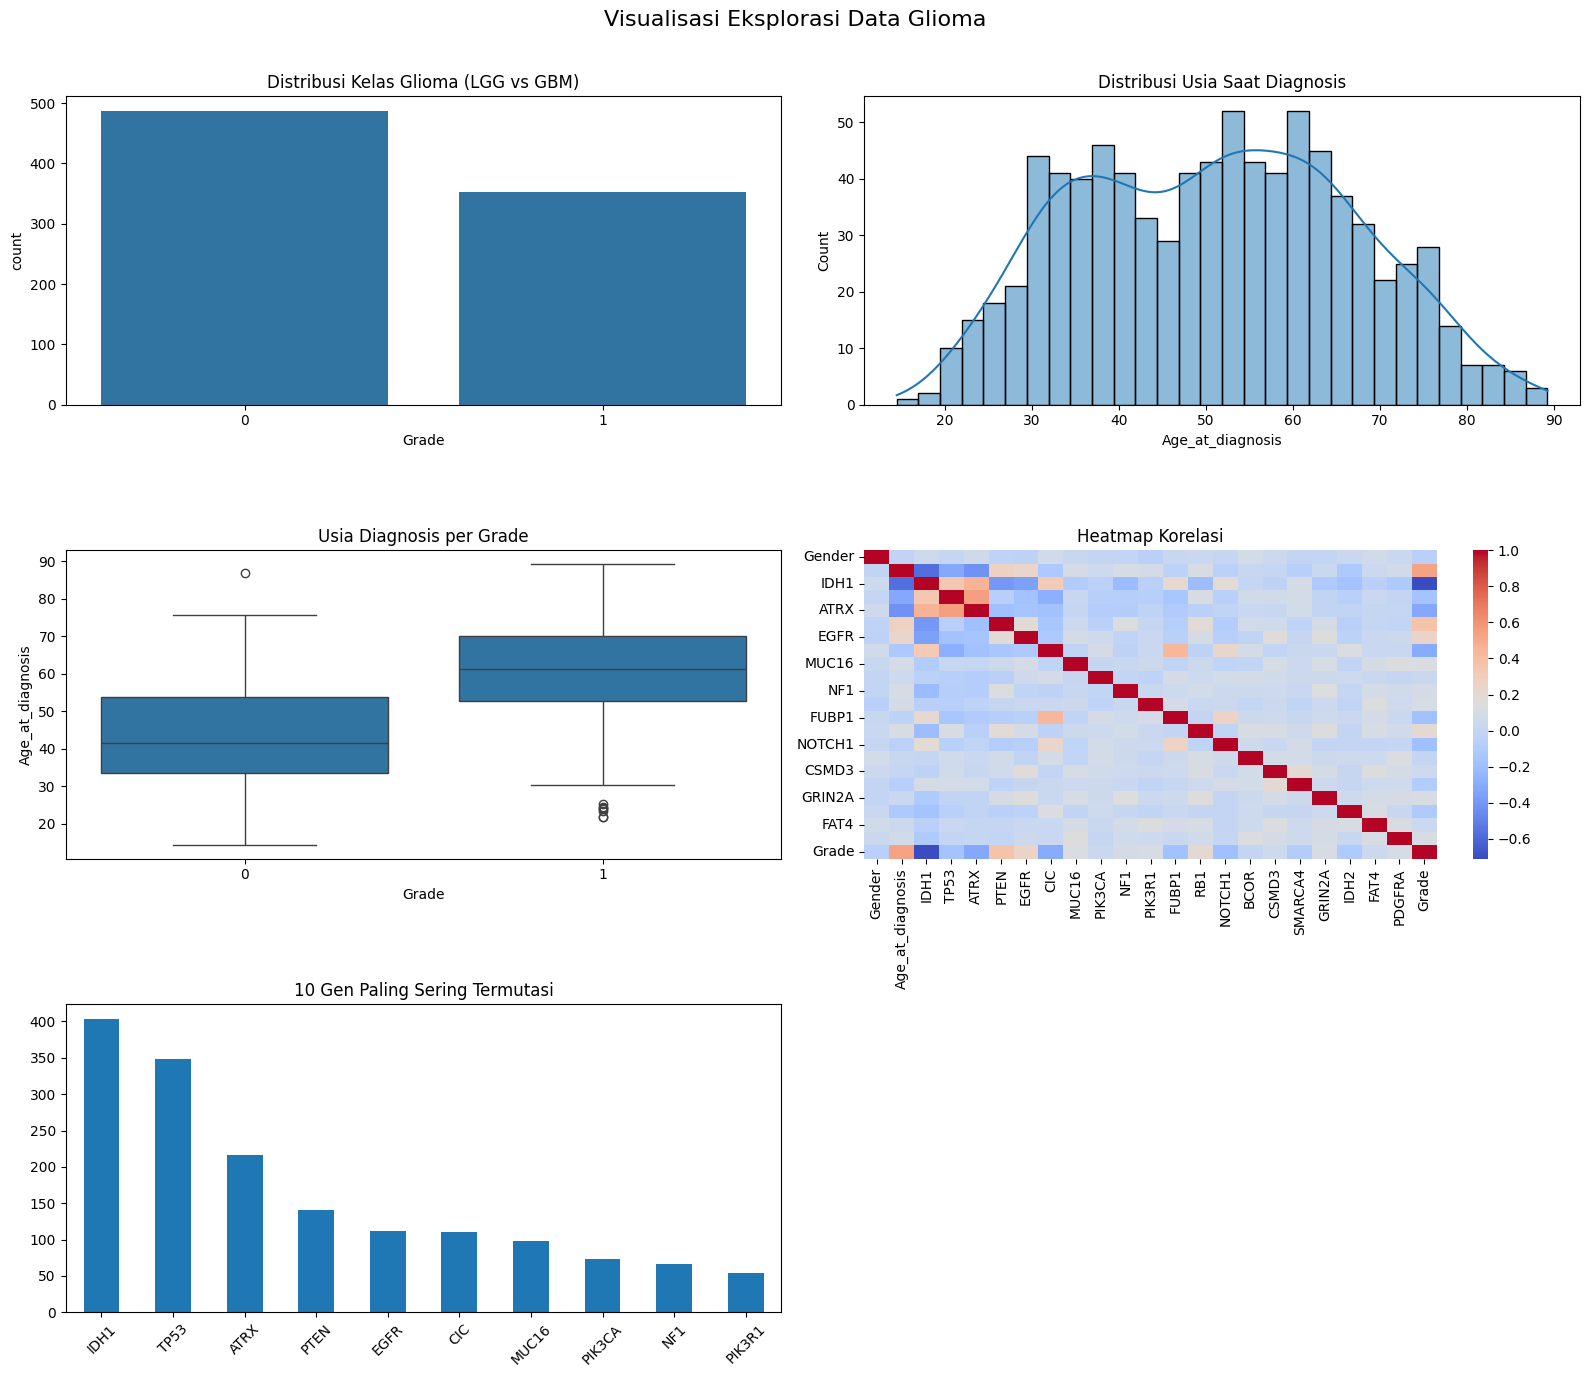 Visualisasi Eksplorasi Data Glioma
Distribusi Kelas Glioma (LGG vs GBM)
500
400
300
200
100
0
count
0 1
Grade
Distribusi Usia Saat Diagnosis
50
40
30
20
10
0
Count
20 30 40 50 60 70 80 90
Age_at_diagnosis
Usia Diagnosis per Grade
90
80
70
60
50
40
30
20
Age_at_diagnosis
0 1
Grade
Heatmap Korelasi
Gender
IDH1
ATRX
EGFR
MUC16
NF1
FUBP1
NOTCH1
CSMD3
GRIN2A
FAT4
Grade
Gender
Age_at_diagnosis
IDH1
TP53
ATRX
PTEN
EGFR
CIC
MUC16
PIK3CA
NF1
PIK3R1
FUBP1
RB1
NOTCH1
BCOR
CSMD3
SMARCA4
GRIN2A
IDH2
FAT4
PDGFRA
Grade
1.0
0.8
0.6
0.4
0.2
0.0
−0.2
−0.4
−0.6
10 Gen Paling Sering Termutasi
400
350
300
250
200
150
100
50
0
IDH1
TP53
ATRX
PTEN
EGFR
CIC
MUC16
PIK3CA
NF1
PIK3R1